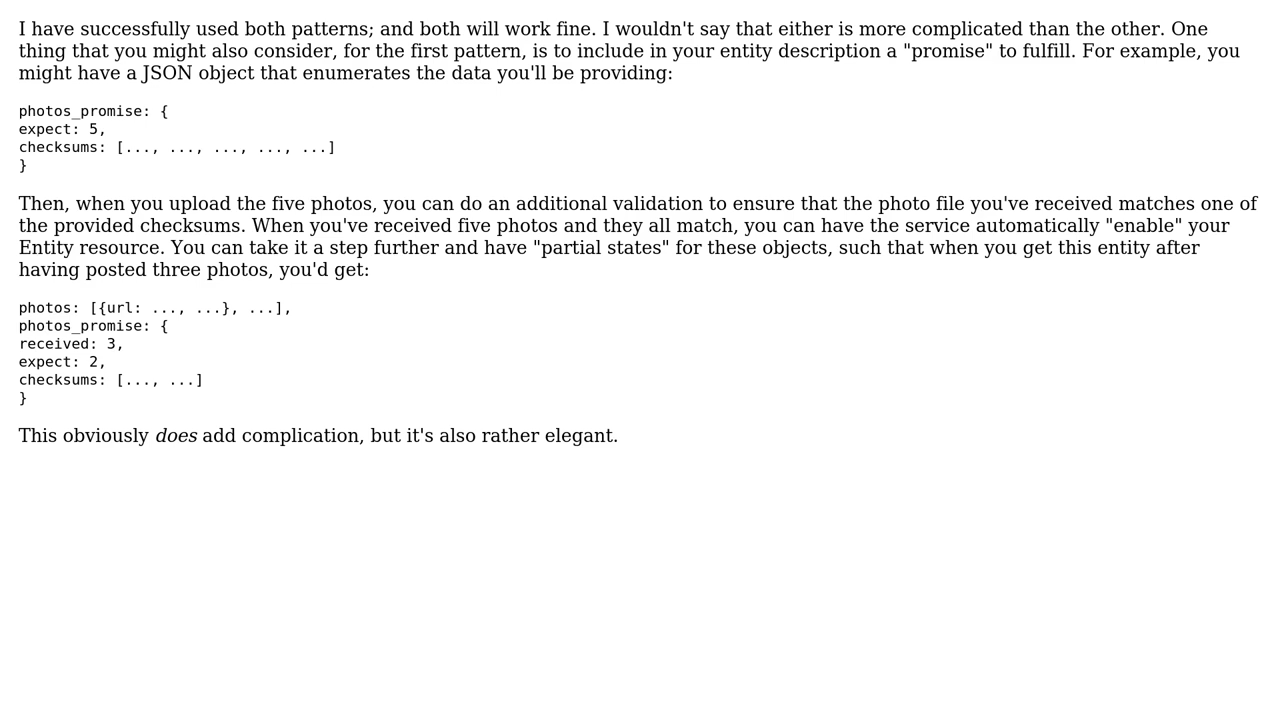 I have successfully used both patterns; and both will work fine. I wouldn't say that either is more complicated than the other. One
thing that you might also consider, for the first pattern, is to include in your entity description a "promise" to fulfill. For example, you
might have a JSON object that enumerates the data you'll be providing:
photos_promise: {
expect: 5,
checksums: [..., ..., ..., ..., ...]
}
Then, when you upload the five photos, you can do an additional validation to ensure that the photo file you've received matches one of
the provided checksums. When you've received five photos and they all match, you can have the service automatically "enable" your
Entity resource. You can take it a step further and have "partial states" for these objects, such that when you get this entity after
having posted three photos, you'd get:
photos: [{url: ..., ...}, ...],
photos_promise: {
received: 3,
expect: 2,
checksums: [..., ...]
}
This obviously does add complication, but it's also rather elegant.